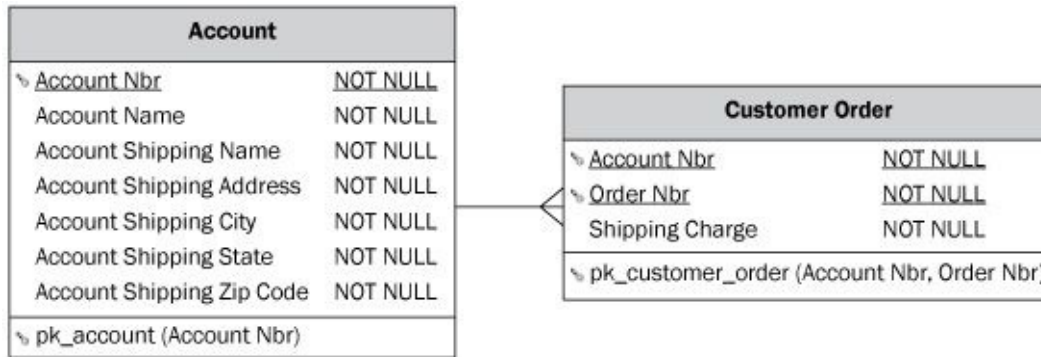 Account
Account Nbr NOT NULL
Account Name NOT NULL
Account Shipping Name NOT NULL
Account Shipping Address NOT NULL
Account Shipping City NOT NULL
Account Shipping State NOT NULL
Account Shipping Zip Code NOT NULL
pk_account (Account Nbr)
Customer Order
Account Nbr NOT NULL
Order Nbr NOT NULL
Shipping Charge NOT NULL
pk_customer_order (Account Nbr, Order Nbr)